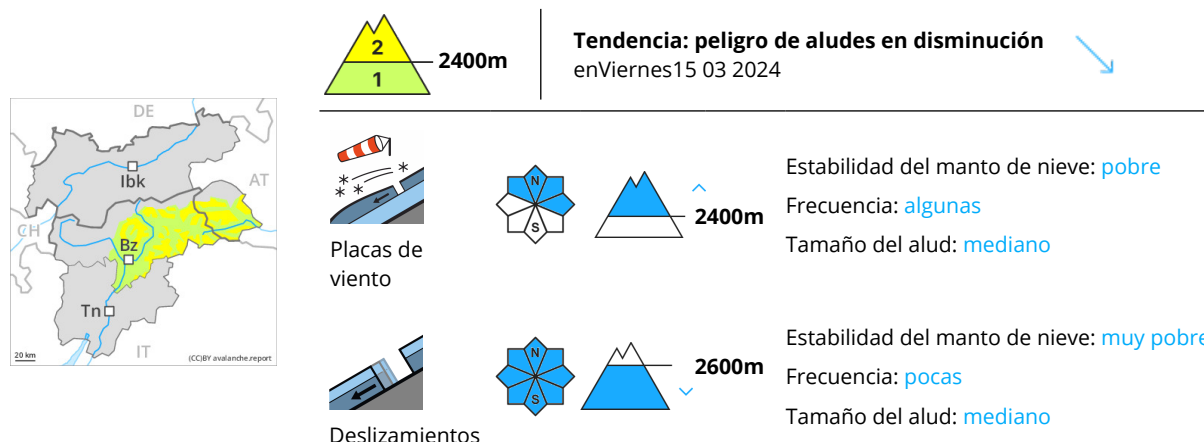 2
1
2400m
Tendencia: peligro de aludes en disminución
enViernes15 03 2024
DE
Ibk
AT
CH
Bz
Tn
IT
20 km
(CC)BY avalanche.report
Placas de
viento
N
S
2400m
Estabilidad del manto de nieve: pobre
Frecuencia: algunas
Tamaño del alud: mediano
Deslizamientos
N
S
2600m
Estabilidad del manto de nieve: muy pobre
Frecuencia: pocas
Tamaño del alud: mediano